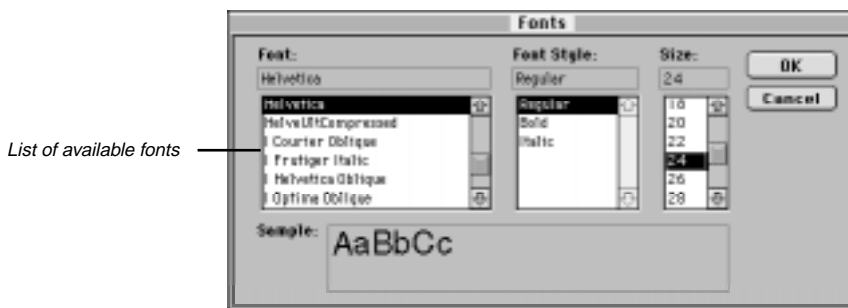 Fonts
Font:
Helvetica
Helvetica
HelveUltCompressed
I Courier Oblique
I Frutiger Italic
I Helvetica Oblique
I Optima Oblique
Font Style:
Regular
Regular
Bold
Italic
Size:
24
18
20
22
24
26
28
OK
Cancel
List of available fonts
Sample:
AaBbCc